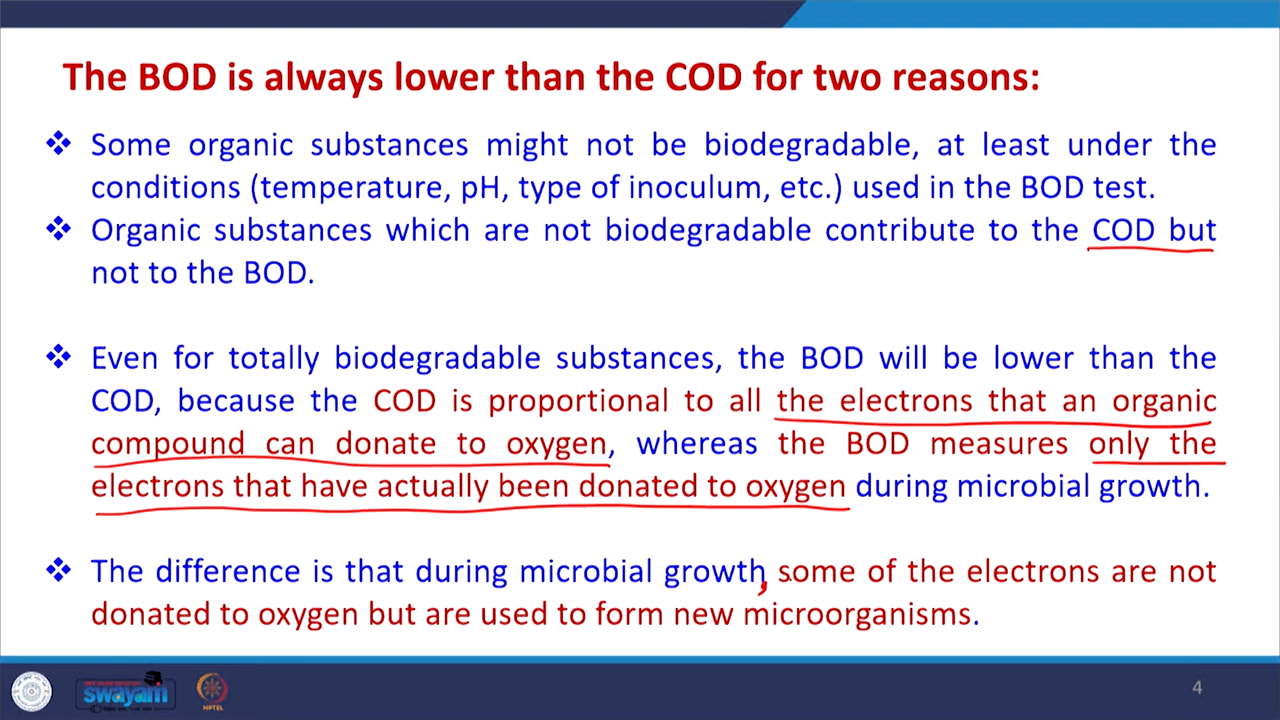 The BOD is always lower than the COD for two reasons:
❖ Some organic substances might not be biodegradable, at least under the
conditions (temperature, pH, type of inoculum, etc.) used in the BOD test.
❖ Organic substances which are not biodegradable contribute to the COD but
not to the BOD.
❖ Even for totally biodegradable substances, the BOD will be lower than the
COD, because the COD is proportional to all the electrons that an organic
compound can donate to oxygen, whereas the BOD measures only the
electrons that have actually been donated to oxygen during microbial growth.
❖ The difference is that during microbial growth, some of the electrons are not
donated to oxygen but are used to form new microorganisms.
swayam
NPTEL
4